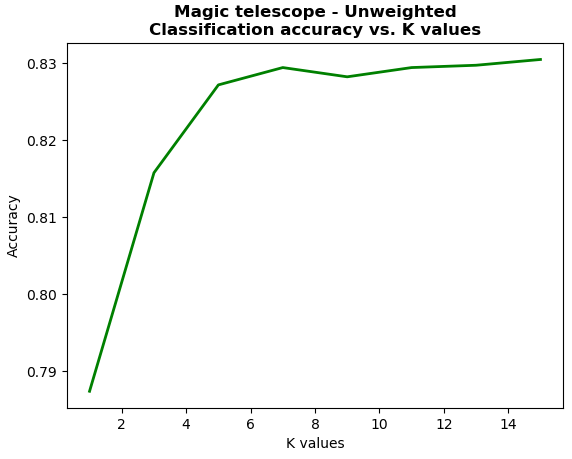 Magic telescope - Unweighted
Classification accuracy vs. K values
0.83
0.82
0.81
0.80
0.79
Accuracy
2 4 6 8 10 12 14
K values